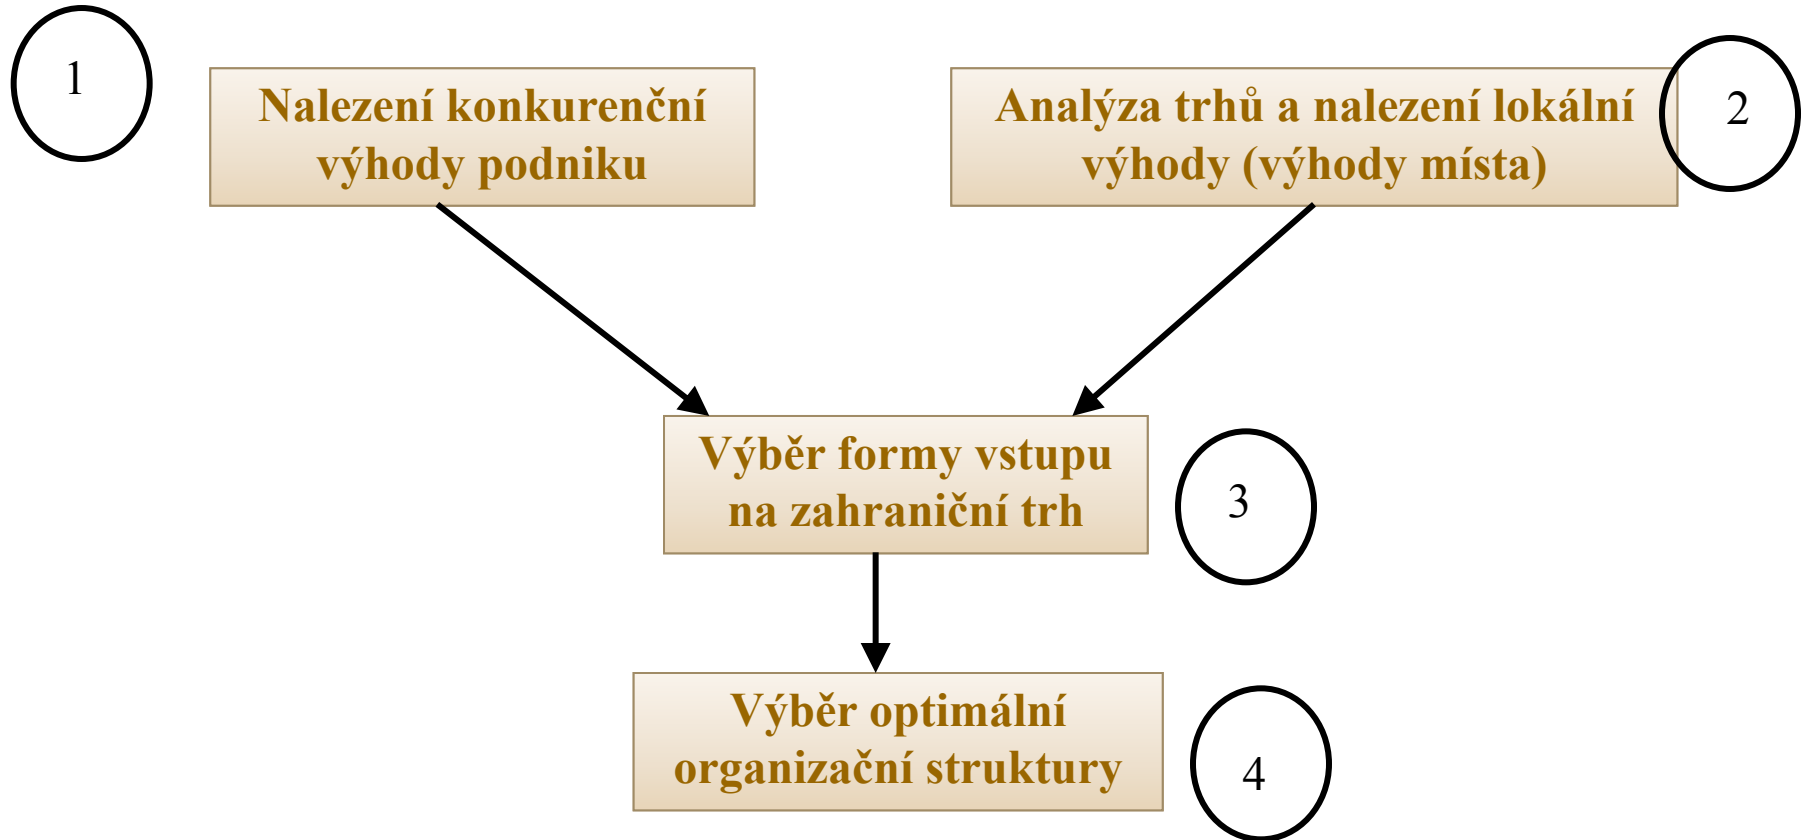 1
Nalezení konkurenční
výhody podniku
Analýza trhů a nalezení lokální
výhody (výhody místa)
2
Výběr formy vstupu
na zahraniční trh
3
Výběr optimální
organizační struktury
4